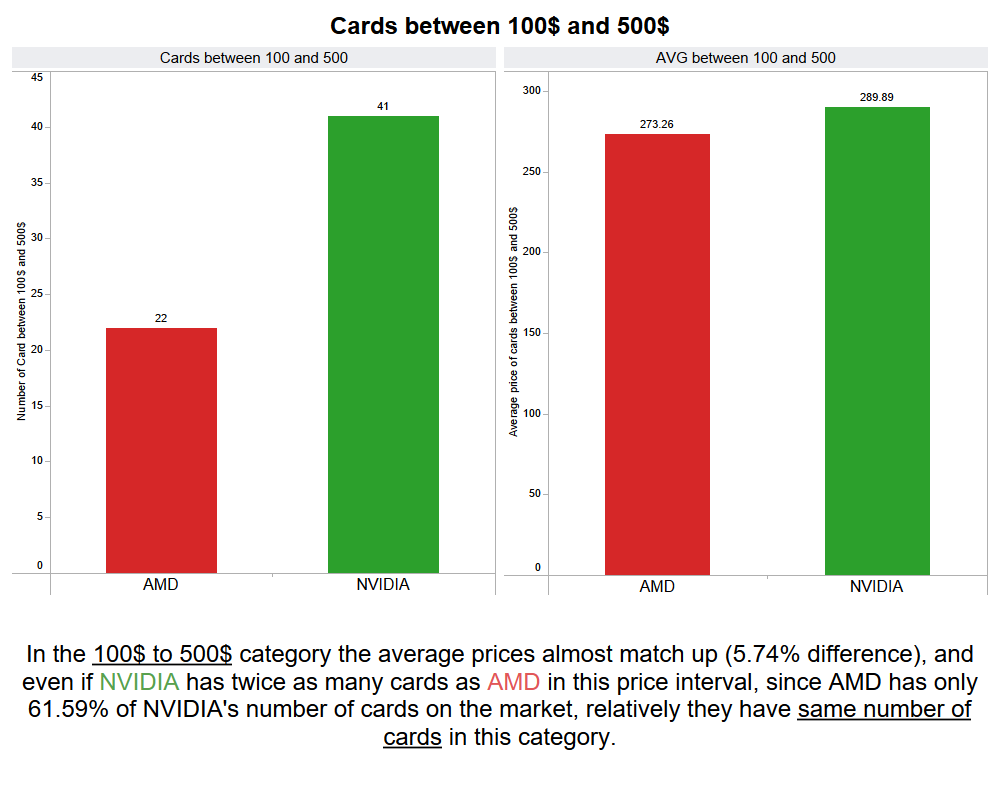 Cards between 100$ and 500$
Cards between 100 and 500
Number of Card between 100$ and 500$
45
40
35
30
25
20
15
10
5
0
22
41
AMD
NVIDIA
AVG between 100 and 500
Average price of cards between 100$ and 500$
300
250
200
150
100
50
0
273.26
289.89
AMD
NVIDIA
In the 100$ to 500$ category the average prices almost match up (5.74% difference), and
even if NVIDIA has twice as many cards as AMD in this price interval, since AMD has only
61.59% of NVIDIA's number of cards on the market, relatively they have same number of
cards in this category.